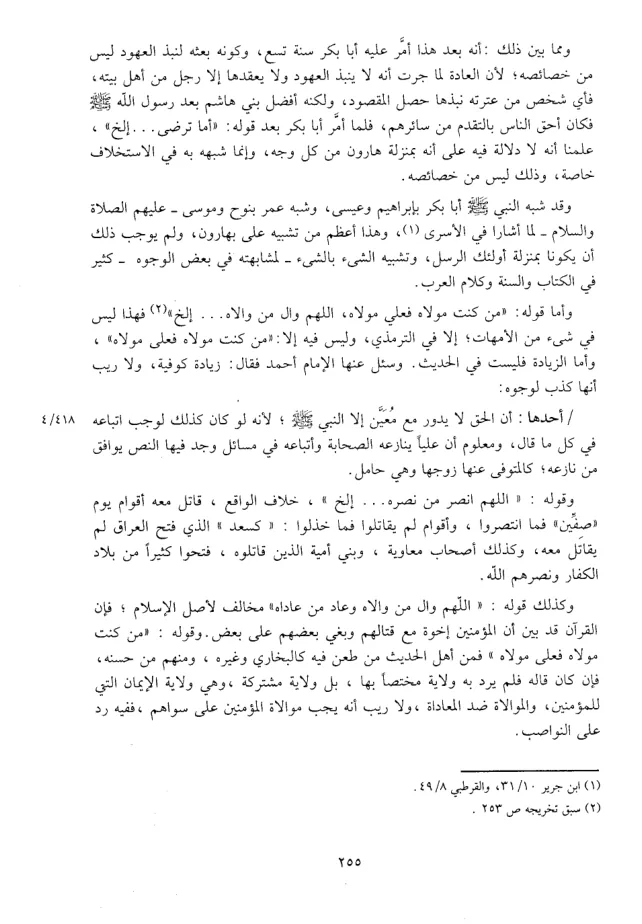 ومما بين ذلك : أنه بعد هذا أمَّر عليه أبا بكر سنة تسع، وكونه بعثه لنبذ العهود ليس
من خصائصه؛ لأن العادة لما جرت أنه لا ينبذ العهود ولا يعقدها إلا رجل من أهل بيته،
فأي شخص من عترته نبذها حصل المقصود، ولكنه أفضل بني هاشم بعد رسول الله ﷺ
فكان أحق الناس بالتقدم من سائرهم، فلما أمَّر أبا بكر بعد قوله: «أما ترضى...إلخ» ،
علمنا أنه لا دلالة فيه على أنه بمنزلة هارون من كل وجه، وإنما شبهه به في الاستخلاف
خاصة، وذلك ليس من خصائصه.
وقد شبه النبي ﷺ أبا بكر بإبراهيم وعيسى، وشبه عمر بنوح وموسى ـ عليهم الصلاة
والسلام ـ لما أشارا في الأسرى (١)، وهذا أعظم من تشبيه على بهارون، ولم يوجب ذلك
أن يكونا بمنزلة أولئك الرسل، وتشبيه الشىء بالشىء ـ لمشابهته في بعض الوجوه ـ كثير
في الكتاب والسنة وكلام العرب.
وأما قوله: «من كنت مولاه فعلي مولاه، اللهم وال من والاه... إلخ»(٢) فهذا ليس
في شىء من الأمهات؛ إلا في الترمذي، وليس فيه إلا:«من كنت مولاه فعلى مولاه» ،
وأما الزيادة فليست في الحديث. وسئل عنها الإمام أحمد فقال: زيادة كوفية، ولا ريب
أنها كذب لوجوه:
/ أحدها : أن الحق لا يدور مع مُعَيَّن إلا النبي ﷺ ؛ لأنه لو كان كذلك لوجب اتباعه ٤/٤١٨
في كل ما قال، ومعلوم أن علياً ينازعه الصحابة وأتباعه في مسائل وجد فيها النص يوافق
من نازعه؛ كالمتوفى عنها زوجها وهي حامل.
وقوله : « اللهم انصر من نصره... إلخ » ، خلاف الواقع ، قاتل معه أقوام يوم
«صفِّين» فما انتصروا ، وأقوام لم يقاتلوا فما خذلوا : « كسعد » الذي فتح العراق لم
يقاتل معه، وكذلك أصحاب معاوية ، وبني أمية الذين قاتلوه ، فتحوا كثيراً من بلاد
الكفار ونصرهم الله.
وكذلك قوله : « اللّهم وال من والاه وعاد من عاداه» مخالف لأصل الإسلام ؛ فإن
القرآن قد بين أن المؤمنين إخوة مع قتالهم وبغي بعضهم على بعض.وقوله : «من كنت
مولاه فعلى مولاه » فمن أهل الحديث من طعن فيه كالبخاري وغيره ، ومنهم من حسنه،
فإن كان قاله فلم يرد به ولاية مختصاً بها ، بل ولاية مشتركة ،وهي ولاية الإيمان التي
للمؤمنين، والموالاة ضد المعاداة ،ولا ريب أنه يجب موالاة المؤمنين على سواهم ،ففيه رد
على النواصب.
(١) ابن جرير ٣١/١٠، والقرطبي ٤٩/٨ .
(٢) سبق تخريجه ص ٢٥٣ .
٢٥٥